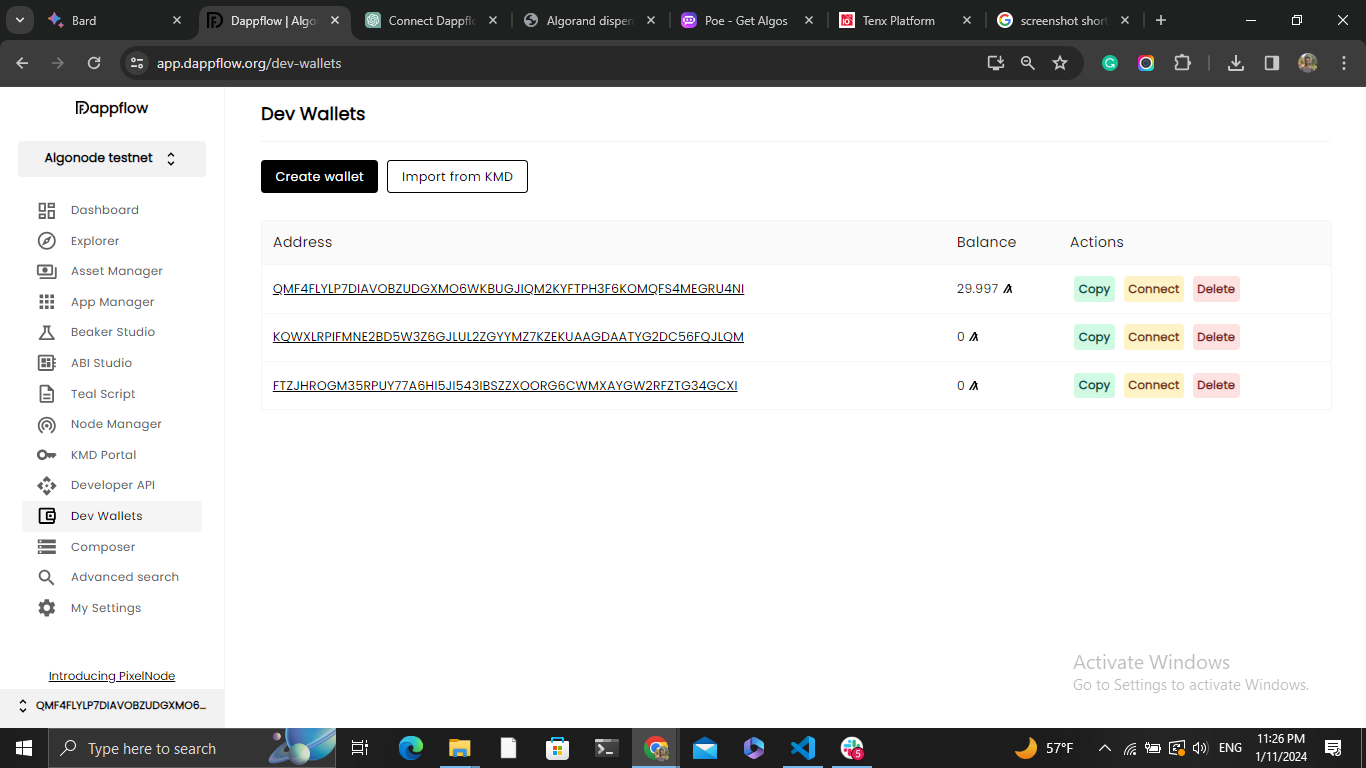 Bard
Dappflow | Algo
Connect Dappfl
Algorand dispen
Poe - Get Algos
Tenx Platform
screenshot short
app.dappflow.org/dev-wallets
Dappflow
Algonode testnet
Dashboard
Explorer
Asset Manager
App Manager
Beaker Studio
ABI Studio
Teal Script
Node Manager
KMD Portal
Developer API
Dev Wallets
Composer
Advanced search
My Settings
Introducing PixelNode
QMF4FLYLP7DIAVOBZUDGXMO6...
Dev Wallets
Create wallet Import from KMD
Address Balance Actions
QMF4FLYLP7DIAVOBZUDGXMO6WKBUGJIQM2KYFTPH3F6KOMQFS4MEGRU4NI 29.997 Copy Connect Delete
KQWXLRPIFMNE2BD5W3Z6GJLUL2ZGYYMZ7KZEKUAAGDAATYG2DC56FQJLQM 0 Copy Connect Delete
FTZJHROGM35RPUY77A6HI5JI543IBSZZXOORG6CWMXAYGW2RFZTG34GCXI 0 Copy Connect Delete
Activate Windows
Go to Settings to activate Windows.
Type here to search
5
57°F
ENG
11:26 PM
1/11/2024